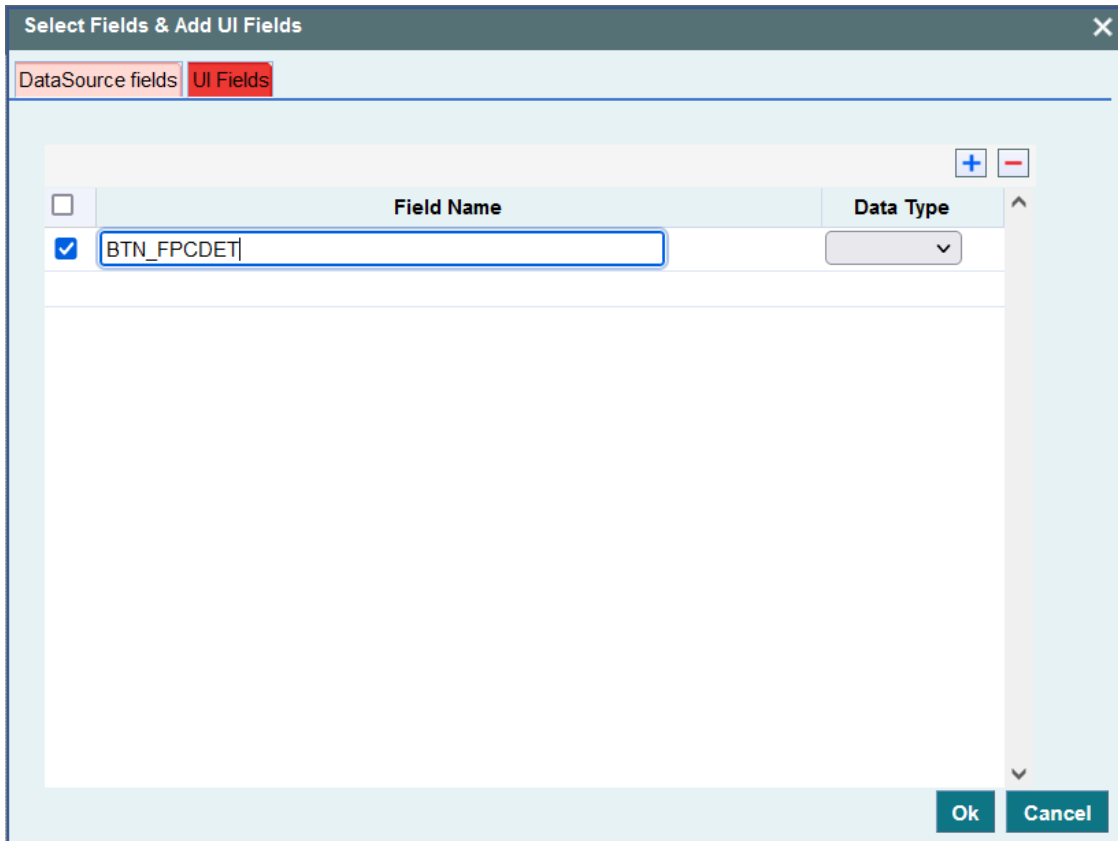 Select Fields & Add UI Fields
DataSource fields UI Fields
Field Name Data Type
BTN_FPCDET
Ok Cancel